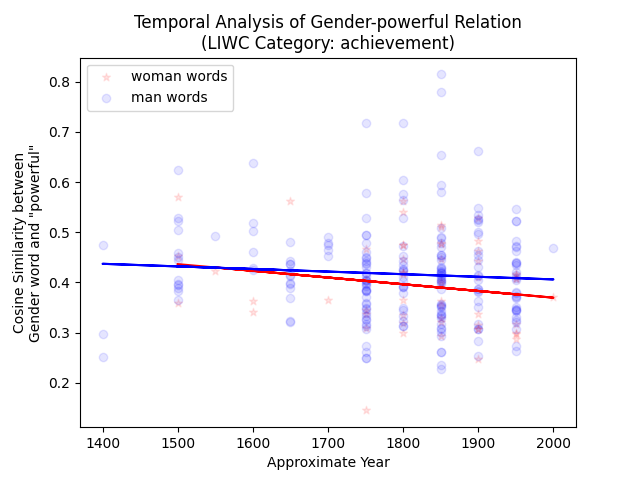 Temporal Analysis of Gender-powerful Relation
(LIWC Category: achievement)
woman words
man words
Cosine Similarity between
Gender word and "powerful"
0.8
0.7
0.6
0.5
0.4
0.3
0.2
1400 1500 1600 1700 1800 1900 2000
Approximate Year